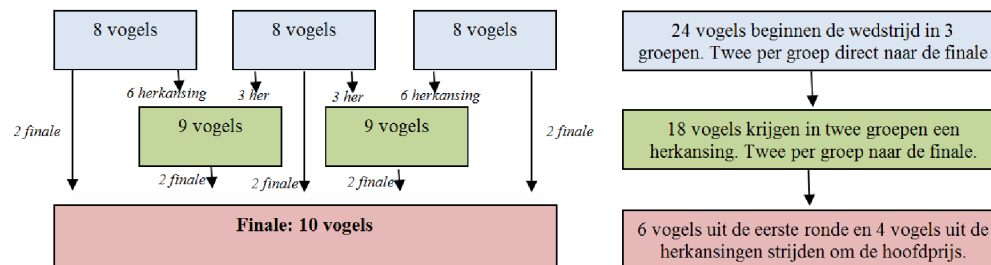 8 vogels
8 vogels
8 vogels
6 herkansing
3 her
3 her
6 herkansing
2 finale
9 vogels
9 vogels
2 finale
2 finale
2 finale
2 finale
Finale: 10 vogels
24 vogels beginnen de wedstrijd in 3
groepen. Twee per groep direct naar de finale
18 vogels krijgen in twee groepen een
herkansing. Twee per groep naar de finale.
6 vogels uit de eerste ronde en 4 vogels uit de
herkansingen strijden om de hoofdprijs.